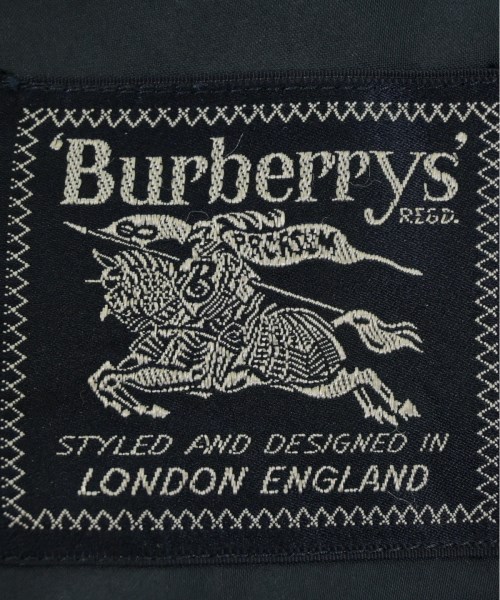 'Burberrys'
REGD.
PRORSUM
B
STYLED AND DESIGNED IN
LONDON ENGLAND